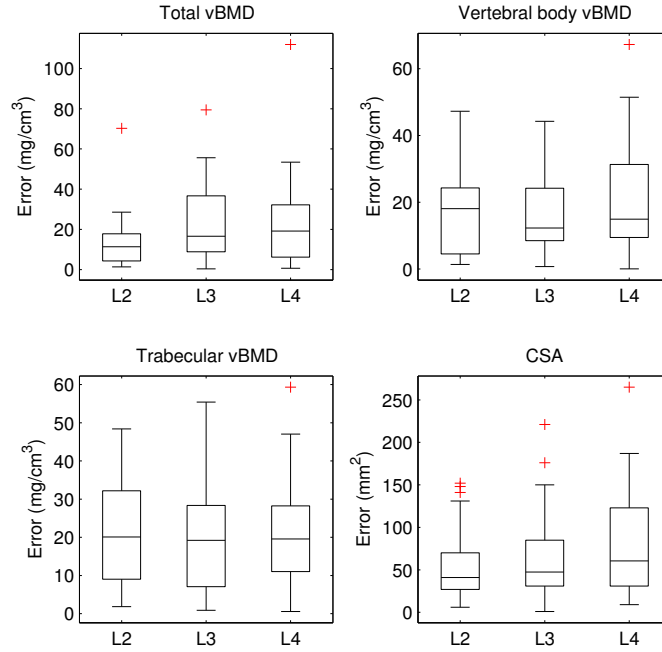 Total vBMD
Error (mg/cm³)
100
80
60
40
20
0
L2 L3 L4
Vertebral body vBMD
Error (mg/cm³)
60
40
20
0
L2 L3 L4
Trabecular vBMD
Error (mg/cm³)
60
50
40
30
20
10
0
L2 L3 L4
CSA
Error (mm²)
250
200
150
100
50
0
L2 L3 L4